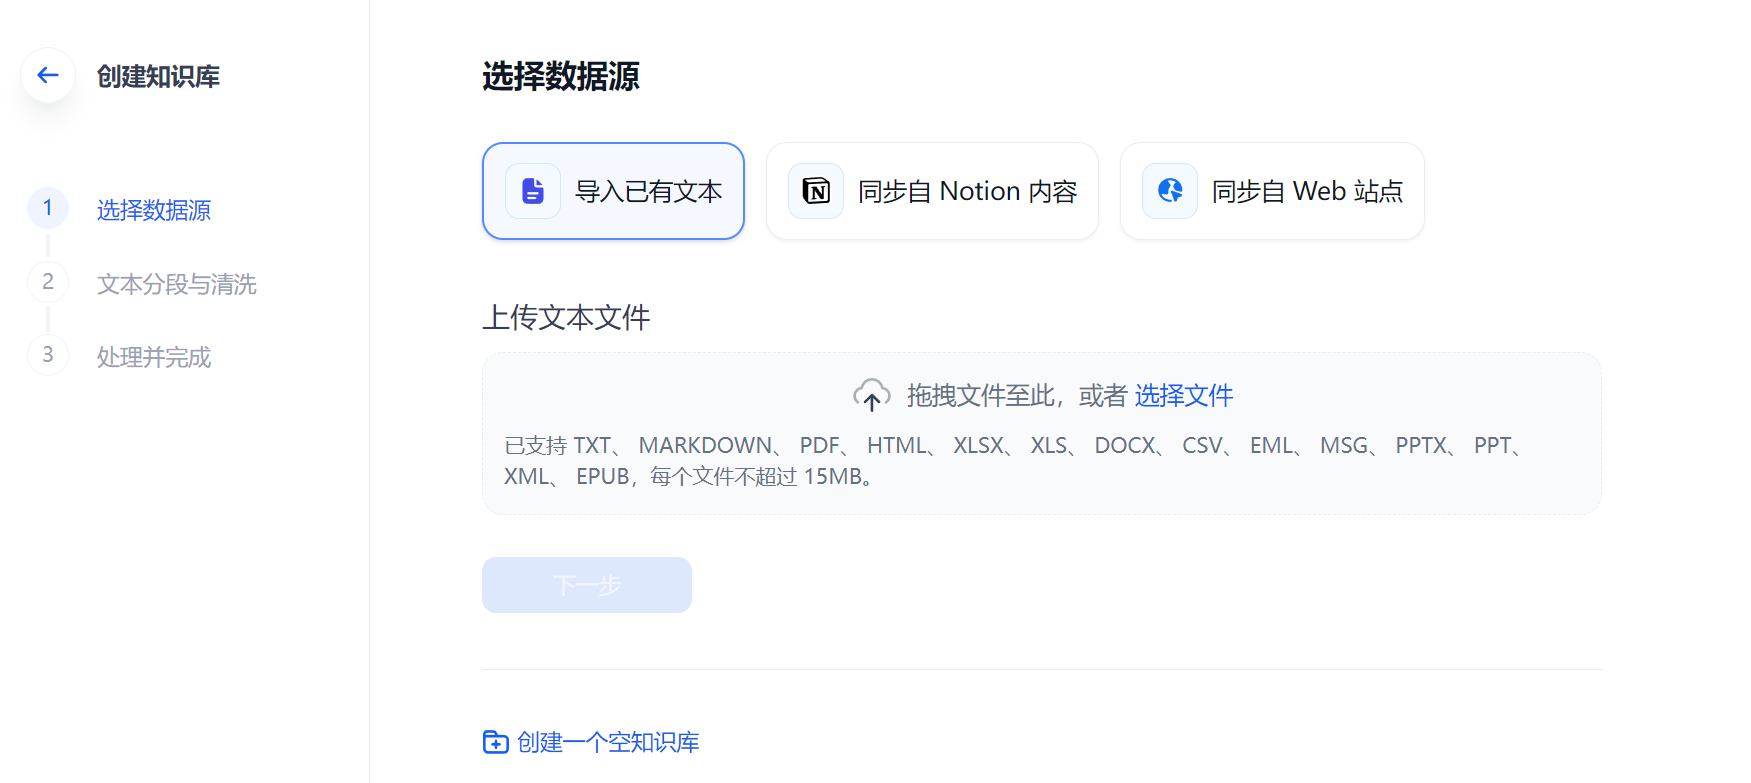 创建知识库
1 选择数据源
2 文本分段与清洗
3 处理并完成
选择数据源
导入已有文本
同步自 Notion 内容
同步自 Web 站点
上传文本文件
拖拽文件至此，或者 选择文件
已支持 TXT、 MARKDOWN、 PDF、 HTML、 XLSX、 XLS、 DOCX、 CSV、 EML、 MSG、 PPTX、 PPT、
XML、 EPUB，每个文件不超过 15MB。
下一步
创建一个空知识库